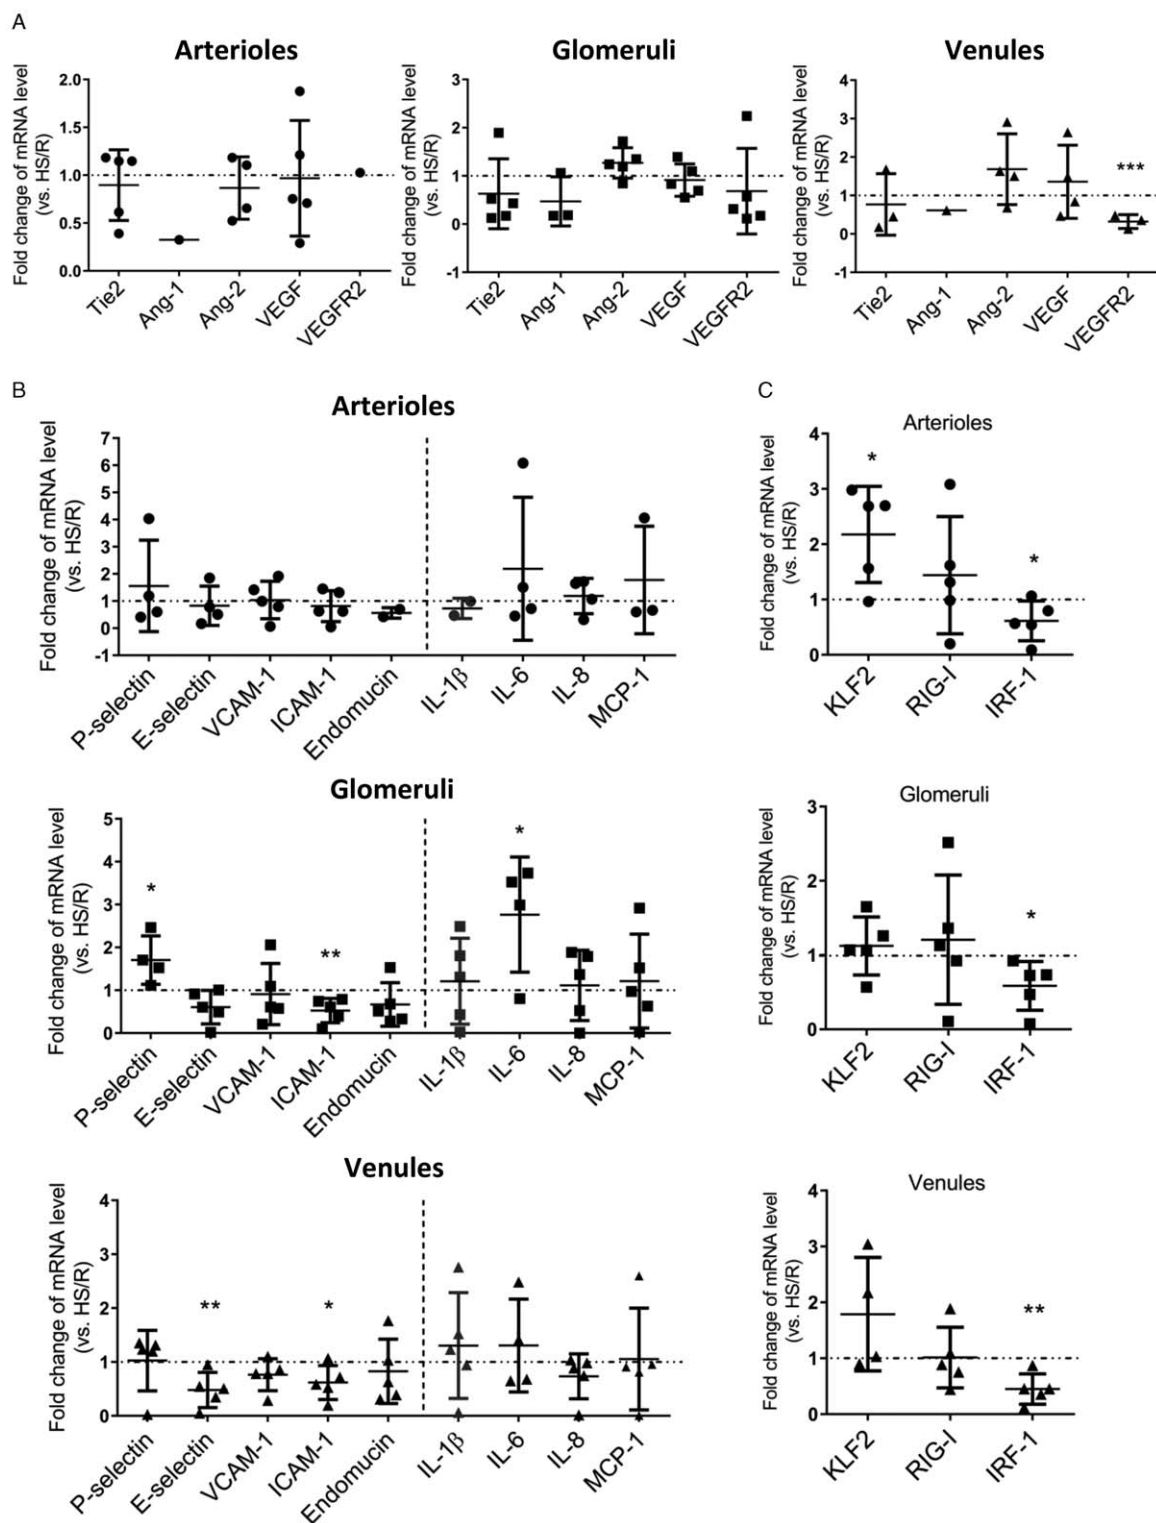 A
Arterioles
Glomeruli
Venules
Fold change of mRNA level
(vs. HS/R)
2.0
1.5
1.0
0.5
0.0
Tie2
Ang-1
Ang-2
VEGF
VEGFR2
Fold change of mRNA level
(vs. HS/R)
3
2
1
0
-1
Tie2
Ang-1
Ang-2
VEGF
VEGFR2
Fold change of mRNA level
(vs. HS/R)
4
3
2
1
0
-1
***
Tie2
Ang-1
Ang-2
VEGF
VEGFR2
B
Arterioles
Fold change of mRNA level
(vs. HS/R)
7
6
5
4
3
2
1
0
-1
P-selectin
E-selectin
VCAM-1
ICAM-1
Endomucin
IL-1β
IL-6
IL-8
MCP-1
Glomeruli
Fold change of mRNA level
(vs. HS/R)
5
4
3
2
1
0
*
**
*
P-selectin
E-selectin
VCAM-1
ICAM-1
Endomucin
IL-1β
IL-6
IL-8
MCP-1
Venules
Fold change of mRNA level
(vs. HS/R)
4
3
2
1
0
**
*
P-selectin
E-selectin
VCAM-1
ICAM-1
Endomucin
IL-1β
IL-6
IL-8
MCP-1
C
Arterioles
Fold change of mRNA level
(vs. HS/R)
4
3
2
1
0
*
*
KLF2
RIG-I
IRF-1
Glomeruli
Fold change of mRNA level
(vs. HS/R)
3
2
1
0
*
KLF2
RIG-I
IRF-1
Venules
Fold change of mRNA level
(vs. HS/R)
4
3
2
1
0
**
KLF2
RIG-I
IRF-1